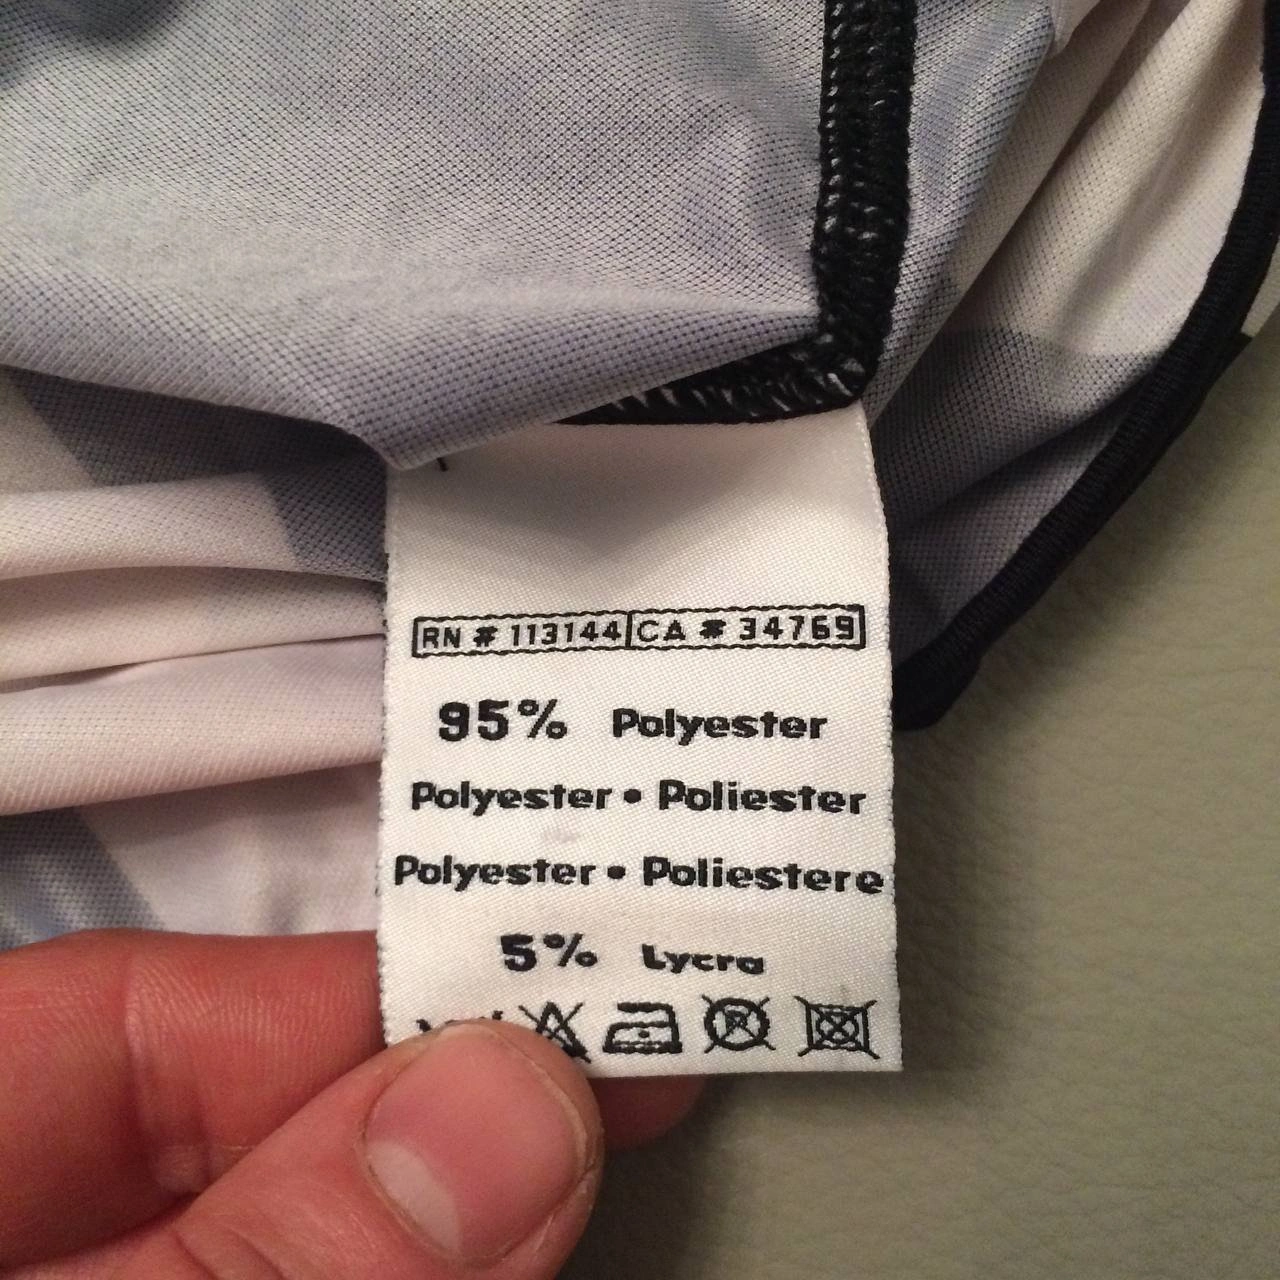 RN # 113144 CA # 34769
95% Polyester
Polyester • Poliester
Polyester • Poliestere
5% Lycra